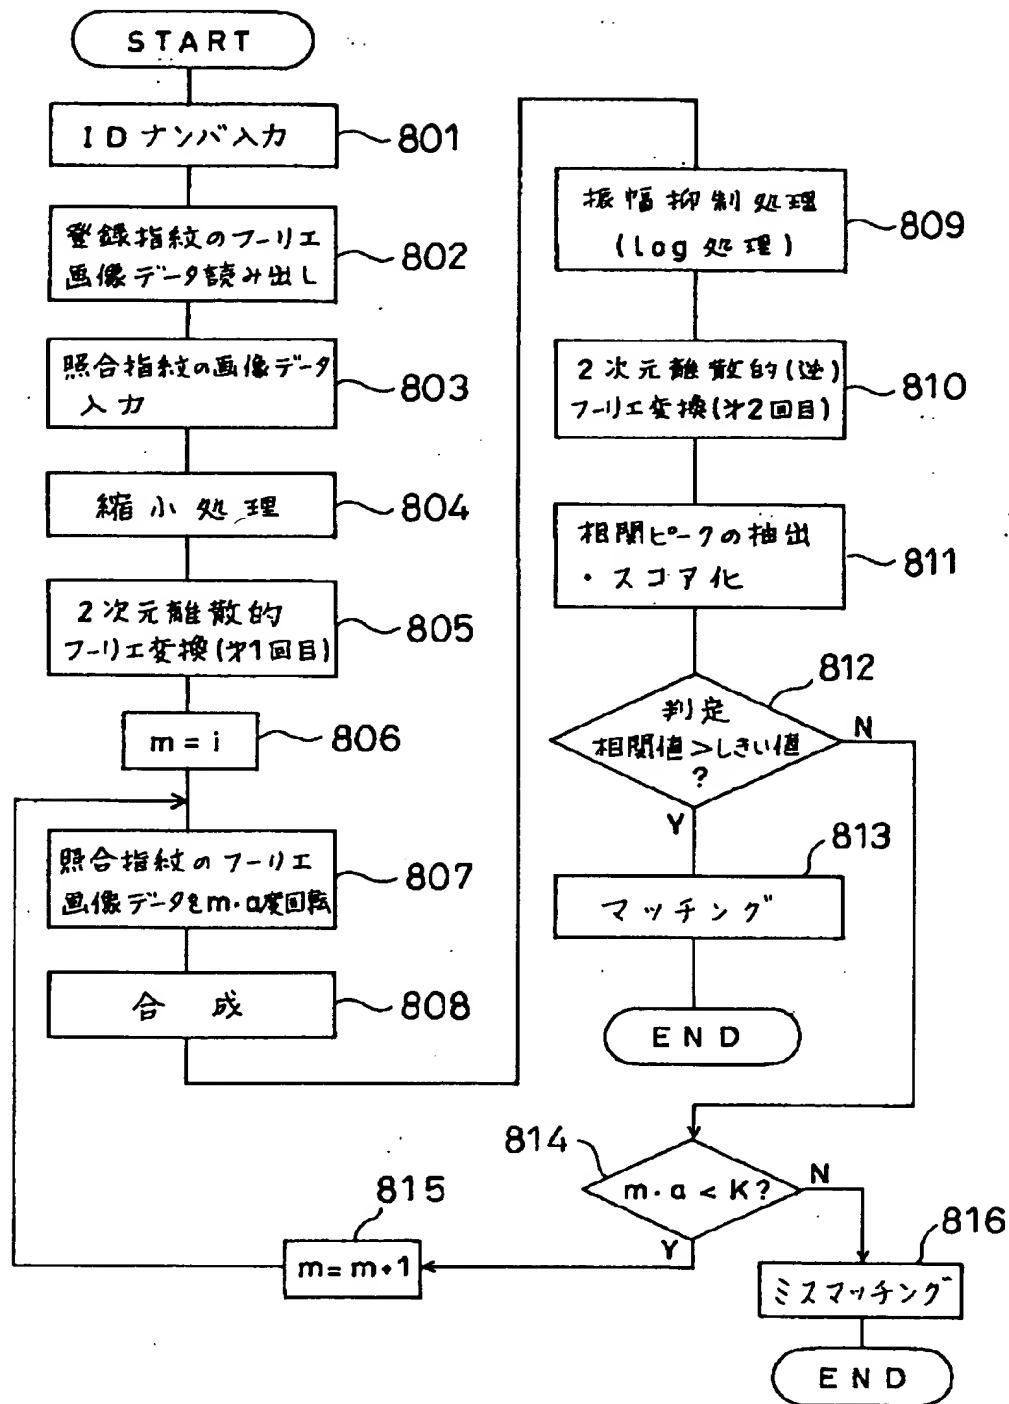 START
IDナンバ入力
801
登録指紋のフーリエ
画像データ読み出し
802
照合指紋の画像データ
入力
803
縮小処理
804
2次元離散的
フーリエ変換(第1回目)
805
m=i
806
照合指紋のフーリエ
画像データをm・a度回転
807
合成
808
振幅抑制処理
(log処理)
809
2次元離散的(逆)
フーリエ変換(第2回目)
810
相関ピークの抽出
・スコア化
811
812
判定
相関値>しきい値
?
N
Y
813
マッチング
END
814
m・a<K?
N
Y
815
m=m+1
816
ミスマッチング
END